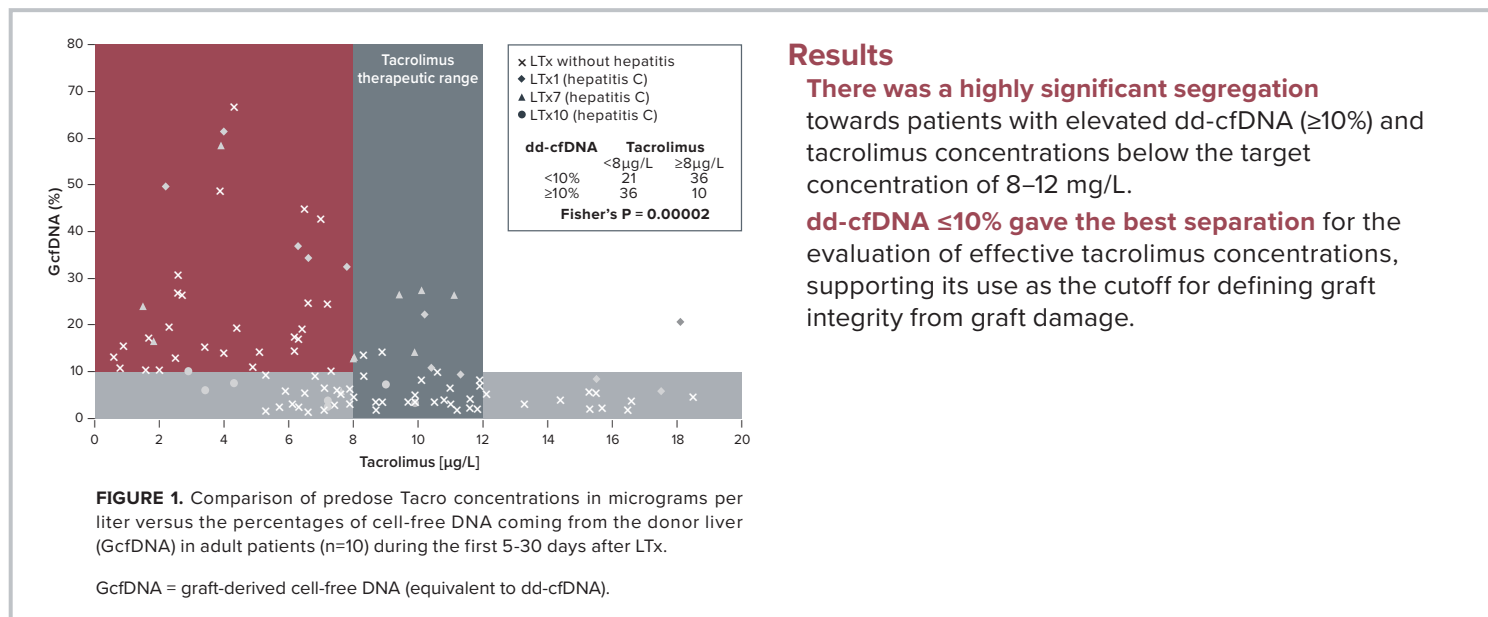 80
70
60
50
40
30
20
10
0
GcfDNA (%)
0 2 4 6 8 10 12 14 16 18 20
Tacrolimus [µg/L]
Tacrolimus
therapeutic range
× LTx without hepatitis
◆ LTx1 (hepatitis C)
▲ LTx7 (hepatitis C)
● LTx10 (hepatitis C)
dd-cfDNA Tacrolimus
<8µg/L ≥8µg/L
<10% 21 36
≥10% 36 10
Fisher's P = 0.00002
FIGURE 1. Comparison of predose Tacro concentrations in micrograms per
liter versus the percentages of cell-free DNA coming from the donor liver
(GcfDNA) in adult patients (n=10) during the first 5-30 days after LTx.
GcfDNA = graft-derived cell-free DNA (equivalent to dd-cfDNA).
Results
There was a highly significant segregation
towards patients with elevated dd-cfDNA (≥10%) and
tacrolimus concentrations below the target
concentration of 8–12 mg/L.
dd-cfDNA ≤10% gave the best separation for the
evaluation of effective tacrolimus concentrations,
supporting its use as the cutoff for defining graft
integrity from graft damage.